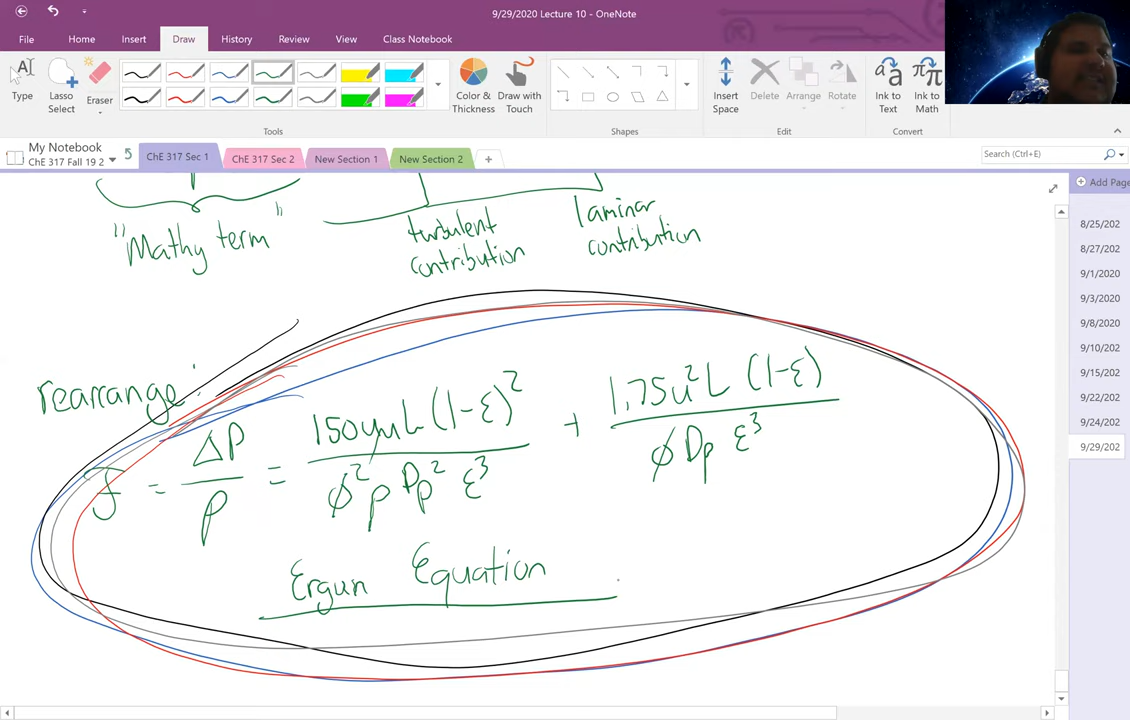 9/29/2020 Lecture 10 - OneNote
File Home Insert Draw History Review View Class Notebook
Type
Lasso Select
Eraser
Color & Thickness
Draw with Touch
Insert Space
Delete
Arrange
Rotate
Ink to Text
Ink to Math
Tools Shapes Edit Convert
My Notebook
ChE 317 Fall 19 2
ChE 317 Sec 1 ChE 317 Sec 2 New Section 1 New Section 2 +
Search (Ctrl+E)
Add Page
8/25/202
8/27/202
9/1/2020
9/3/2020
9/8/2020
9/10/202
9/15/202
9/22/202
9/24/202
9/29/202
"Mathy term"
turbulent contribution
laminar contribution
rearrange:
F = ΔP/ρ = 150μuL(1-ε)²/(φ²ρDp²ε³) + 1.75u²L(1-ε)/(φDpε³)
Ergun Equation